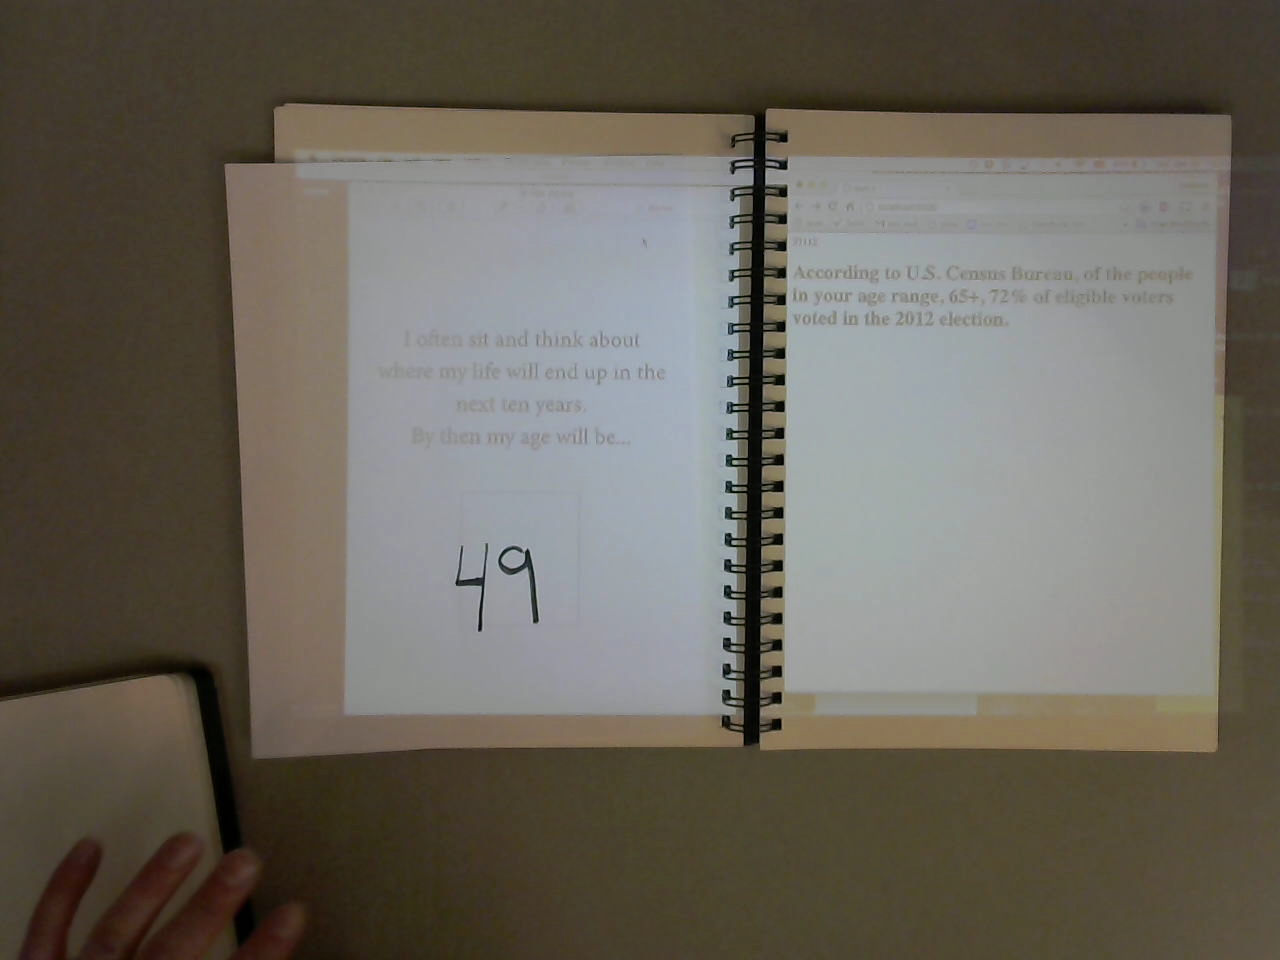 I often sit and think about
where my life will end up in the
next ten years.
By then my age will be...
49
According to U.S. Census Bureau, of the people
in your age range, 65+, 72% of eligible voters
voted in the 2012 election.